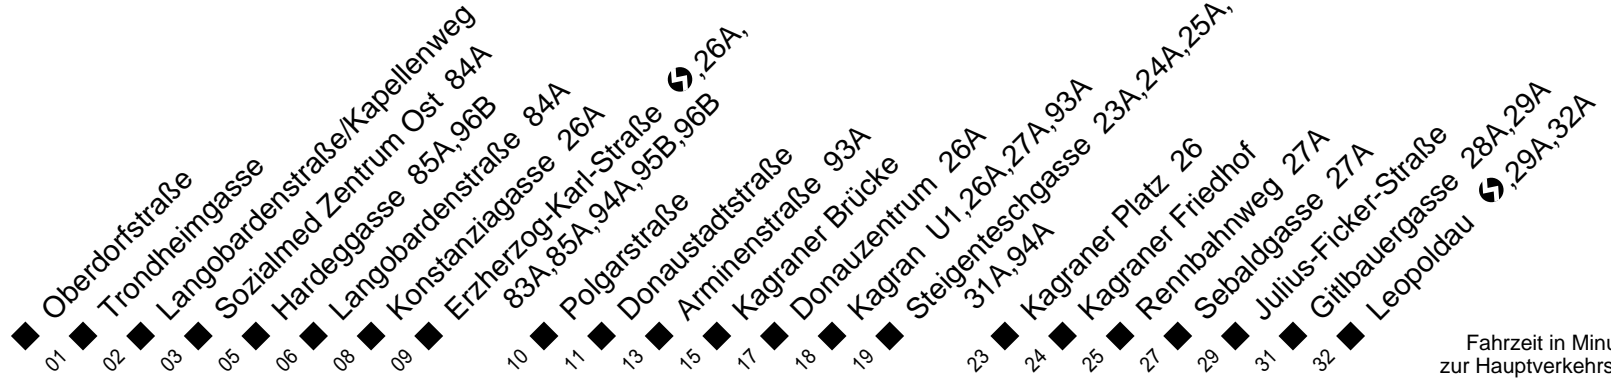 Oberdorfstraße
01 Trondheimgasse
02 Langobardenstraße/Kapellenweg
03 Sozialmed Zentrum Ost 84A
05 Hardeggasse 85A,96B
06 Langobardenstraße 84A
08 Konstanziagasse 26A
09 Erzherzog-Karl-Straße ,26A,
83A,85A,94A,95B,96B
10 Polgarstraße
11 Donaustadtstraße
13 Arminenstraße 93A
15 Kagraner Brücke
17 Donauzentrum 26A
18 Kagran U1,26A,27A,93A
19 Steigenteschgasse 23A,24A,25A,
31A,94A
23 Kagraner Platz 26
24 Kagraner Friedhof
25 Rennbahnweg 27A
27 Sebaldgasse 27A
29 Julius-Ficker-Straße
31 Gitlbauergasse 28A,29A
32 Leopoldau ,29A,32A
Fahrzeit in
zur